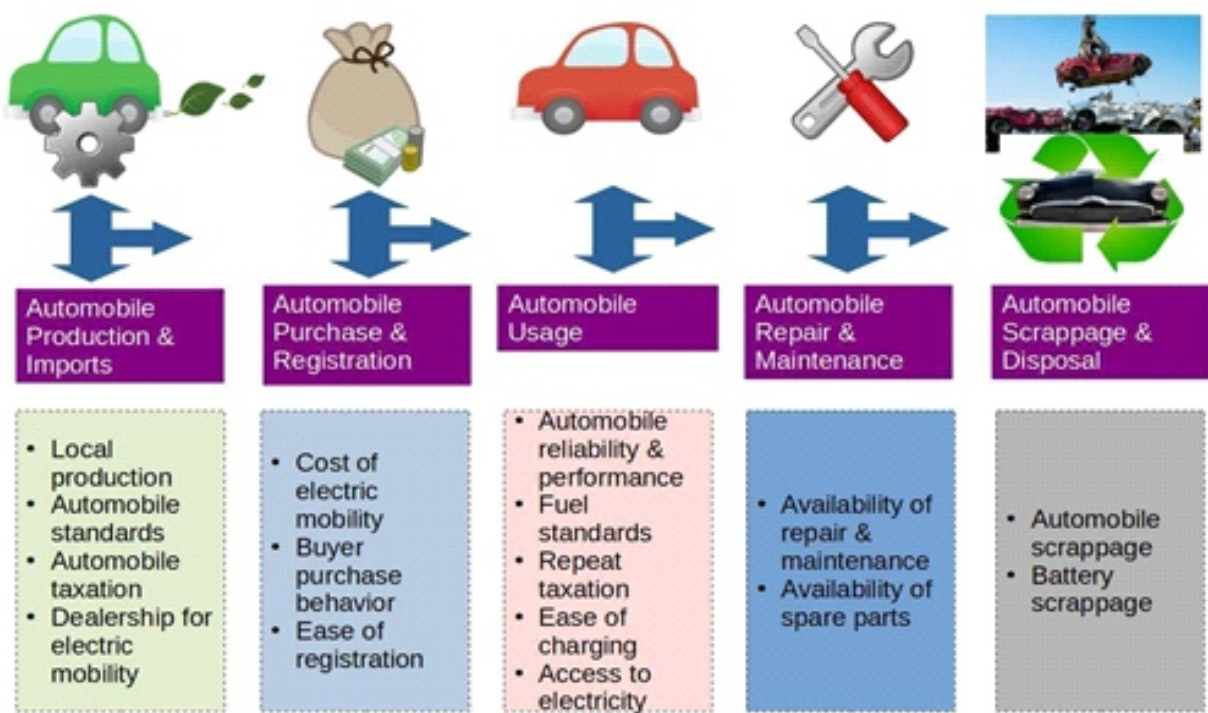 Automobile
Production &
Imports
Automobile
Purchase &
Registration
Automobile
Usage
Automobile
Repair &
Maintenance
Automobile
Scrappage &
Disposal
• Local
production
• Automobile
standards
• Automobile
taxation
• Dealership for
electric
mobility
• Cost of
electric
mobility
• Buyer
purchase
behavior
• Ease of
registration
• Automobile
reliability &
performance
• Fuel
standards
• Repeat
taxation
• Ease of
charging
• Access to
electricity
• Availability of
repair &
maintenance
• Availability of
spare parts
• Automobile
scrappage
• Battery
scrappage